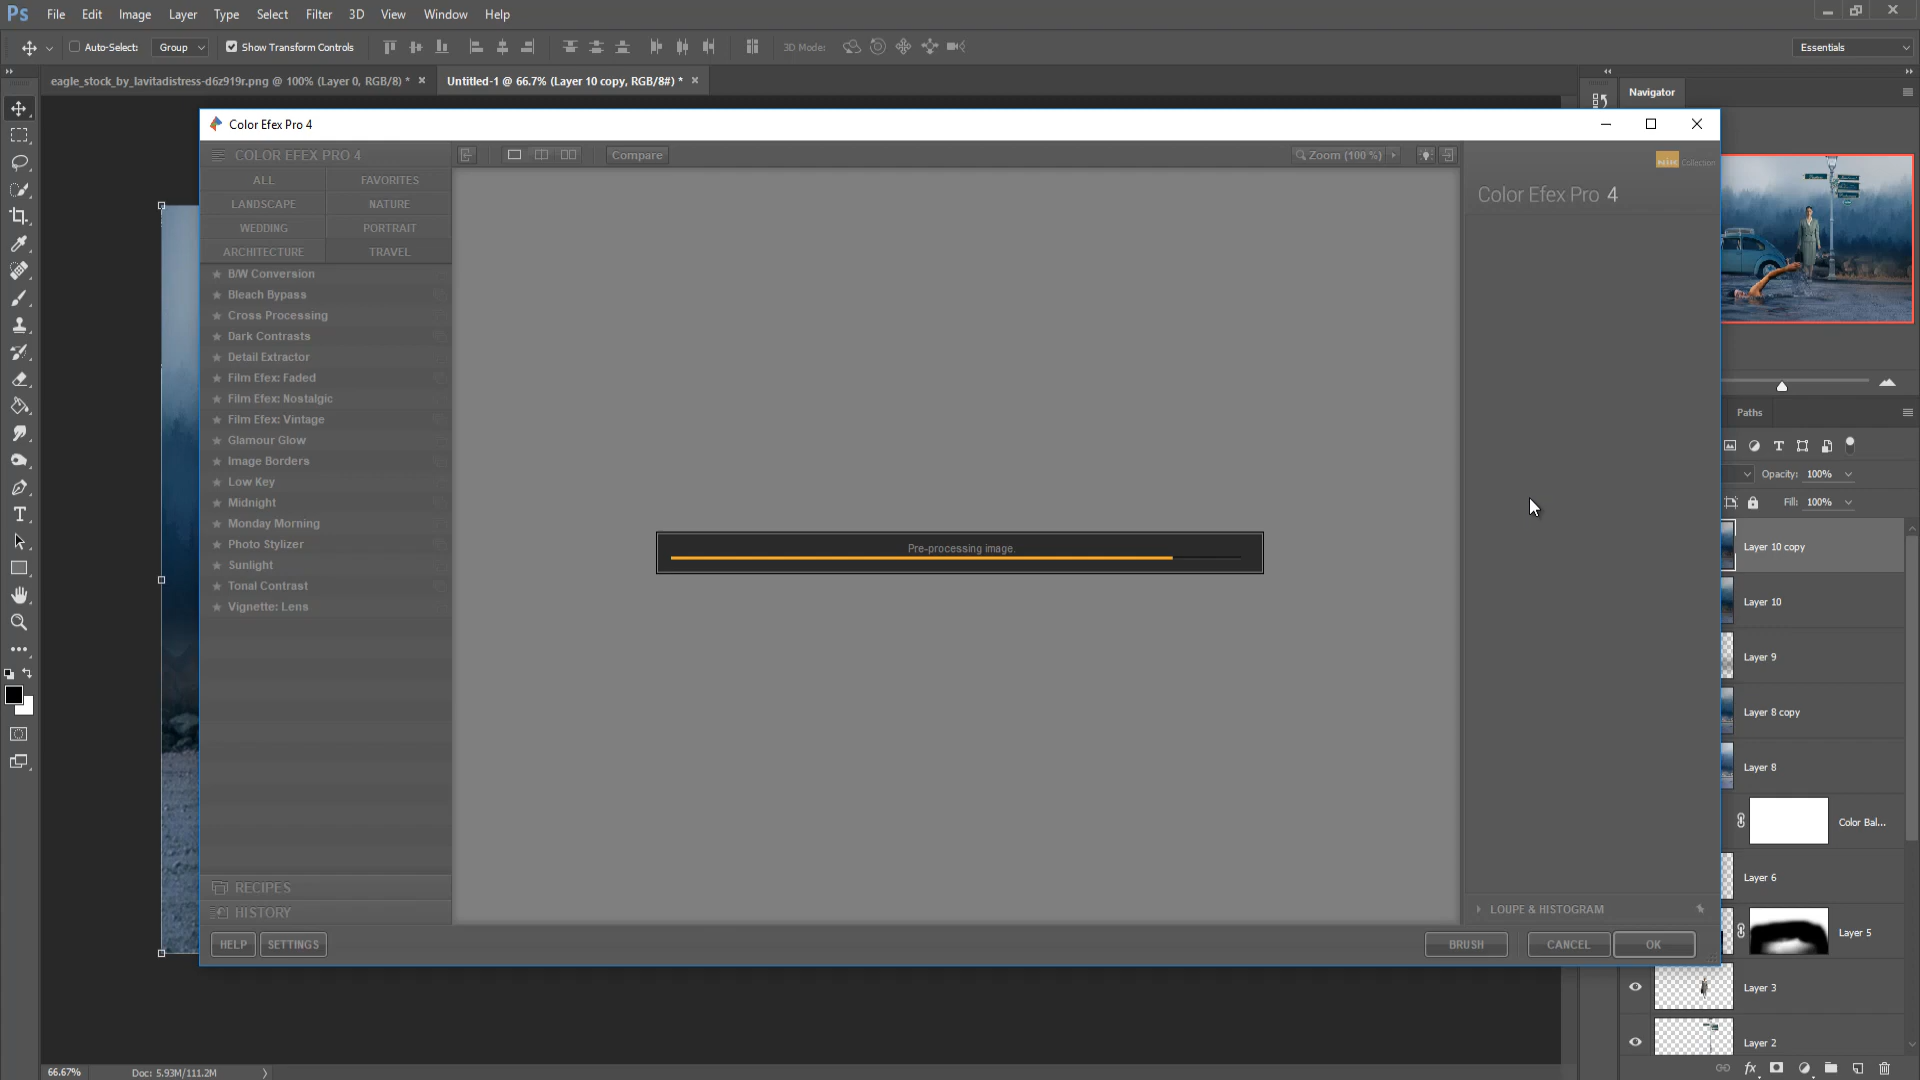 Ps File Edit Image Layer Type Select Filter 3D View Window Help
Auto-Select: Group Show Transform Controls 3D Mode: Essentials
eagle_stock_by_lavitadistress-d6z919r.png @ 100% (Layer 0, RGB/8) * Untitled-1 @ 66.7% (Layer 10 copy, RGB/8#) *
Navigator
Color Efex Pro 4
COLOR EFEX PRO 4 Compare Zoom (100 %) Collection
ALL FAVORITES
LANDSCAPE NATURE
WEDDING PORTRAIT
ARCHITECTURE TRAVEL
Color Efex Pro 4
B/W Conversion
Bleach Bypass
Cross Processing
Dark Contrasts
Detail Extractor
Film Efex: Faded
Film Efex: Nostalgic
Film Efex: Vintage
Glamour Glow
Image Borders
Low Key
Midnight
Monday Morning
Photo Stylizer
Sunlight
Tonal Contrast
Vignette: Lens
Pre-processing image.
RECIPES
HISTORY
LOUPE & HISTOGRAM
HELP SETTINGS BRUSH CANCEL OK
Paths
Opacity: 100%
Fill: 100%
Layer 10 copy
Layer 10
Layer 9
Layer 8 copy
Layer 8
Color Bal...
Layer 6
Layer 5
Layer 3
Layer 2
66.67% Doc: 5.93M/111.2M